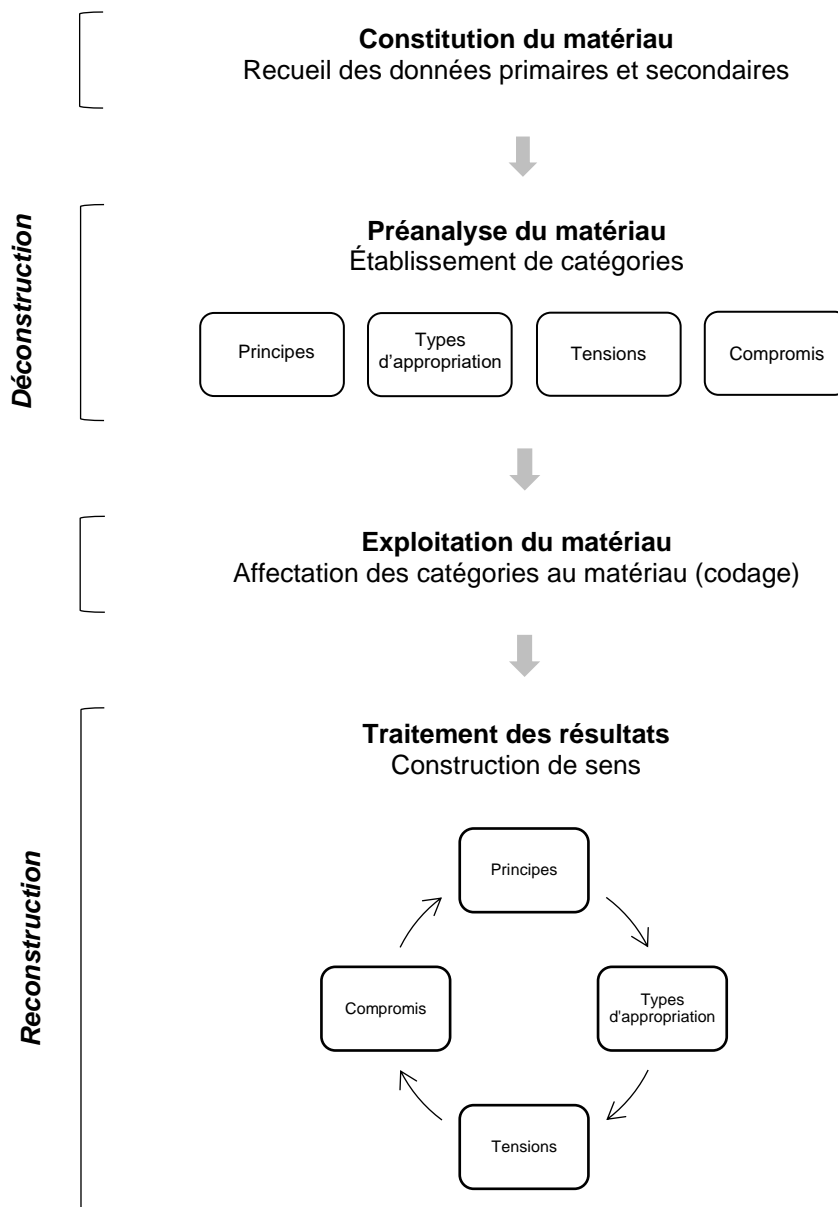 Constitution du matériau
Recueil des données primaires et secondaires
Déconstruction
Préanalyse du matériau
Établissement de catégories
Principes
Types
d’appropriation
Tensions
Compromis
Exploitation du matériau
Affectation des catégories au matériau (codage)
Reconstruction
Traitement des résultats
Construction de sens
Principes
Types
d'appropriation
Tensions
Compromis